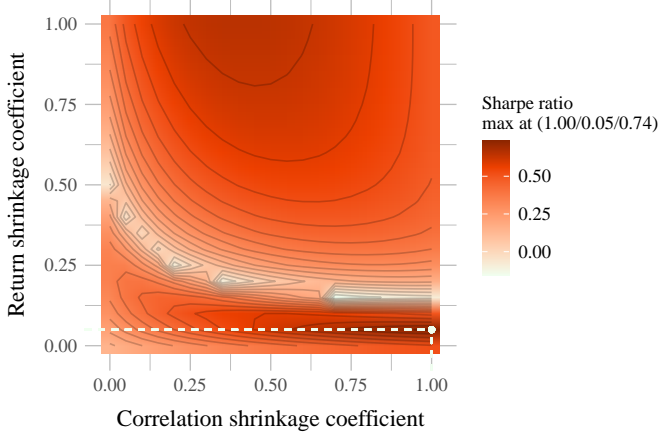 Return shrinkage coefficient
1.00
0.75
0.50
0.25
0.00
0.00 0.25 0.50 0.75 1.00
Correlation shrinkage coefficient
Sharpe ratio
max at (1.00/0.05/0.74)
0.50
0.25
0.00